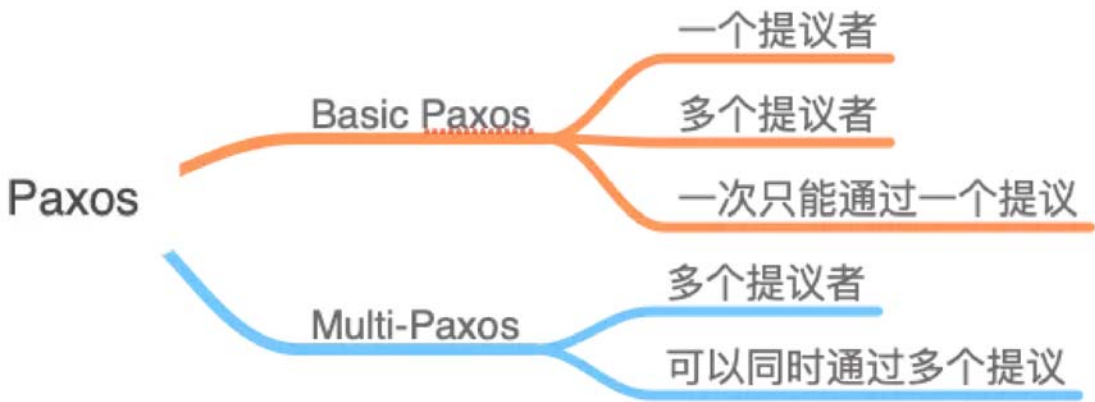 Paxos
Basic Paxos
一个提议者
多个提议者
一次只能通过一个提议
Multi-Paxos
多个提议者
可以同时通过多个提议